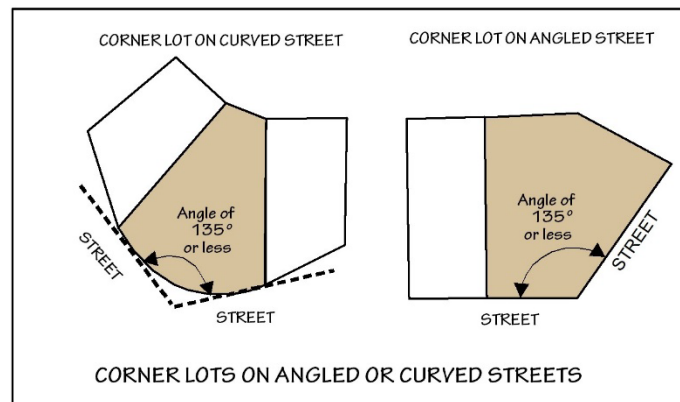 CORNER LOT ON CURVED STREET
CORNER LOT ON ANGLED STREET
Angle of
135°
or less
STREET
STREET
Angle of
135°
or less
STREET
STREET
CORNER LOTS ON ANGLED OR CURVED STREETS